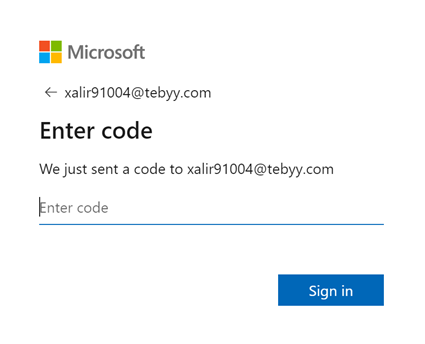 Microsoft
xalir91004@tebyy.com
Enter code
We just sent a code to xalir91004@tebyy.com
Enter code
Sign in